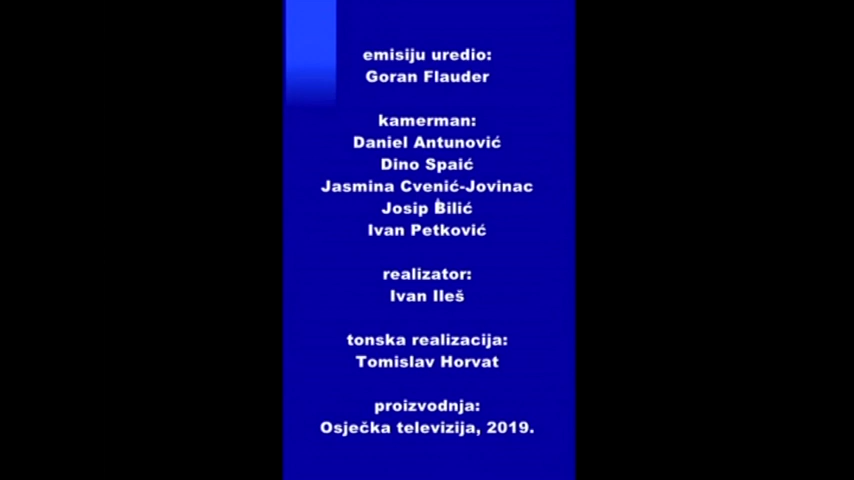 emisiju uredio:
Goran Flauder
kamerman:
Daniel Antunović
Dino Spaić
Jasmina Cvenić-Jovinac
Josip Bilić
Ivan Petković
realizator:
Ivan Ileš
tonska realizacija:
Tomislav Horvat
proizvodnja:
Osječka televizija, 2019.